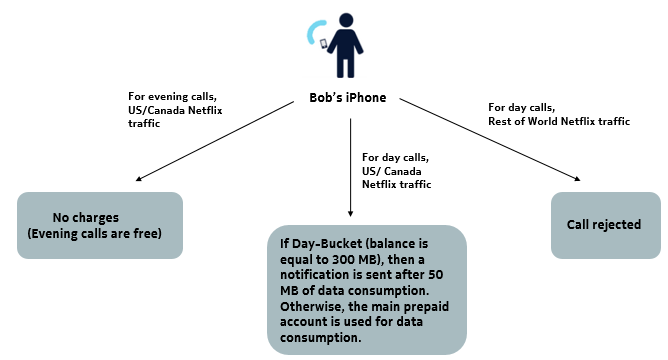 Bob's iPhone
For evening calls,
US/Canada Netflix
traffic
For day calls,
Rest of World Netflix traffic
For day calls,
US/ Canada
Netflix traffic
No charges
(Evening calls are free)
If Day-Bucket (balance is
equal to 300 MB), then a
notification is sent after 50
MB of data consumption.
Otherwise, the main prepaid
account is used for data
consumption.
Call rejected